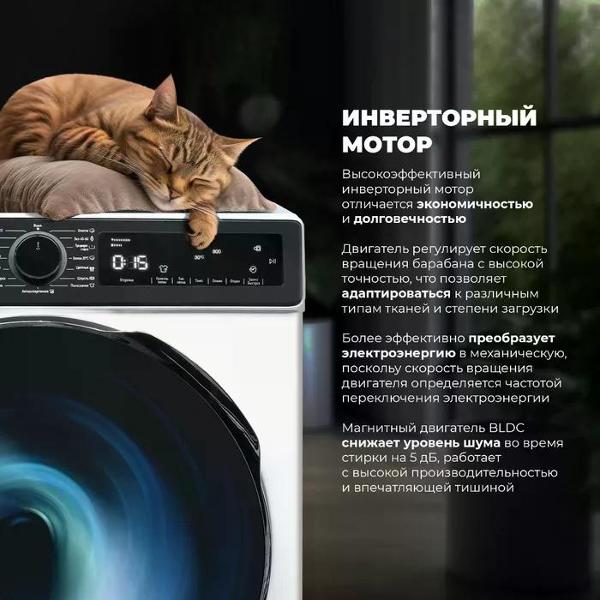 ИНВЕРТОРНЫЙ
МОТОР
Высокоэффективный
инверторный мотор
отличается экономичностью
и долговечностью
Двигатель регулирует скорость
вращения барабана с высокой
точностью, что позволяет
адаптироваться к различным
типам тканей и степени загрузки
Более эффективно преобразует
электроэнергию в механическую,
поскольу скорость вращения
двигателя определяется частотой
переключения электроэнергии
Магнитный двигатель BLDC
снижает уровень шума во время
стирки на 5 дБ, работает
с высокой производительностью
и впечатляющей тишиной
0:15
800